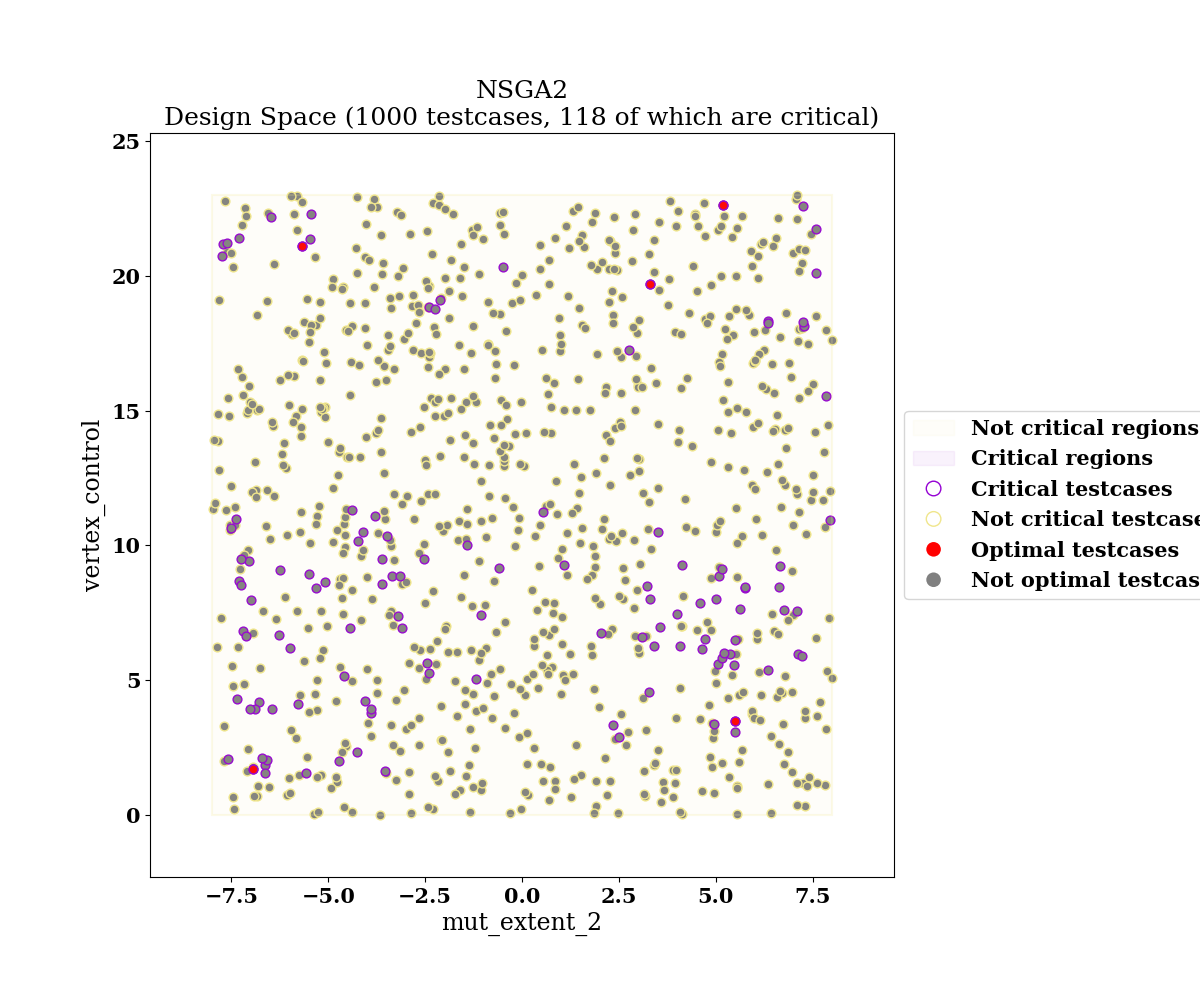 NSGA2
Design Space (1000 testcases, 118 of which are critical)
25
20
15
10
5
0
vertex_control
−7.5
−5.0
−2.5
0.0
2.5
5.0
7.5
mut_extent_2
Not critical regions
Critical regions
Critical testcases
Not critical testcase
Optimal testcases
Not optimal testcas